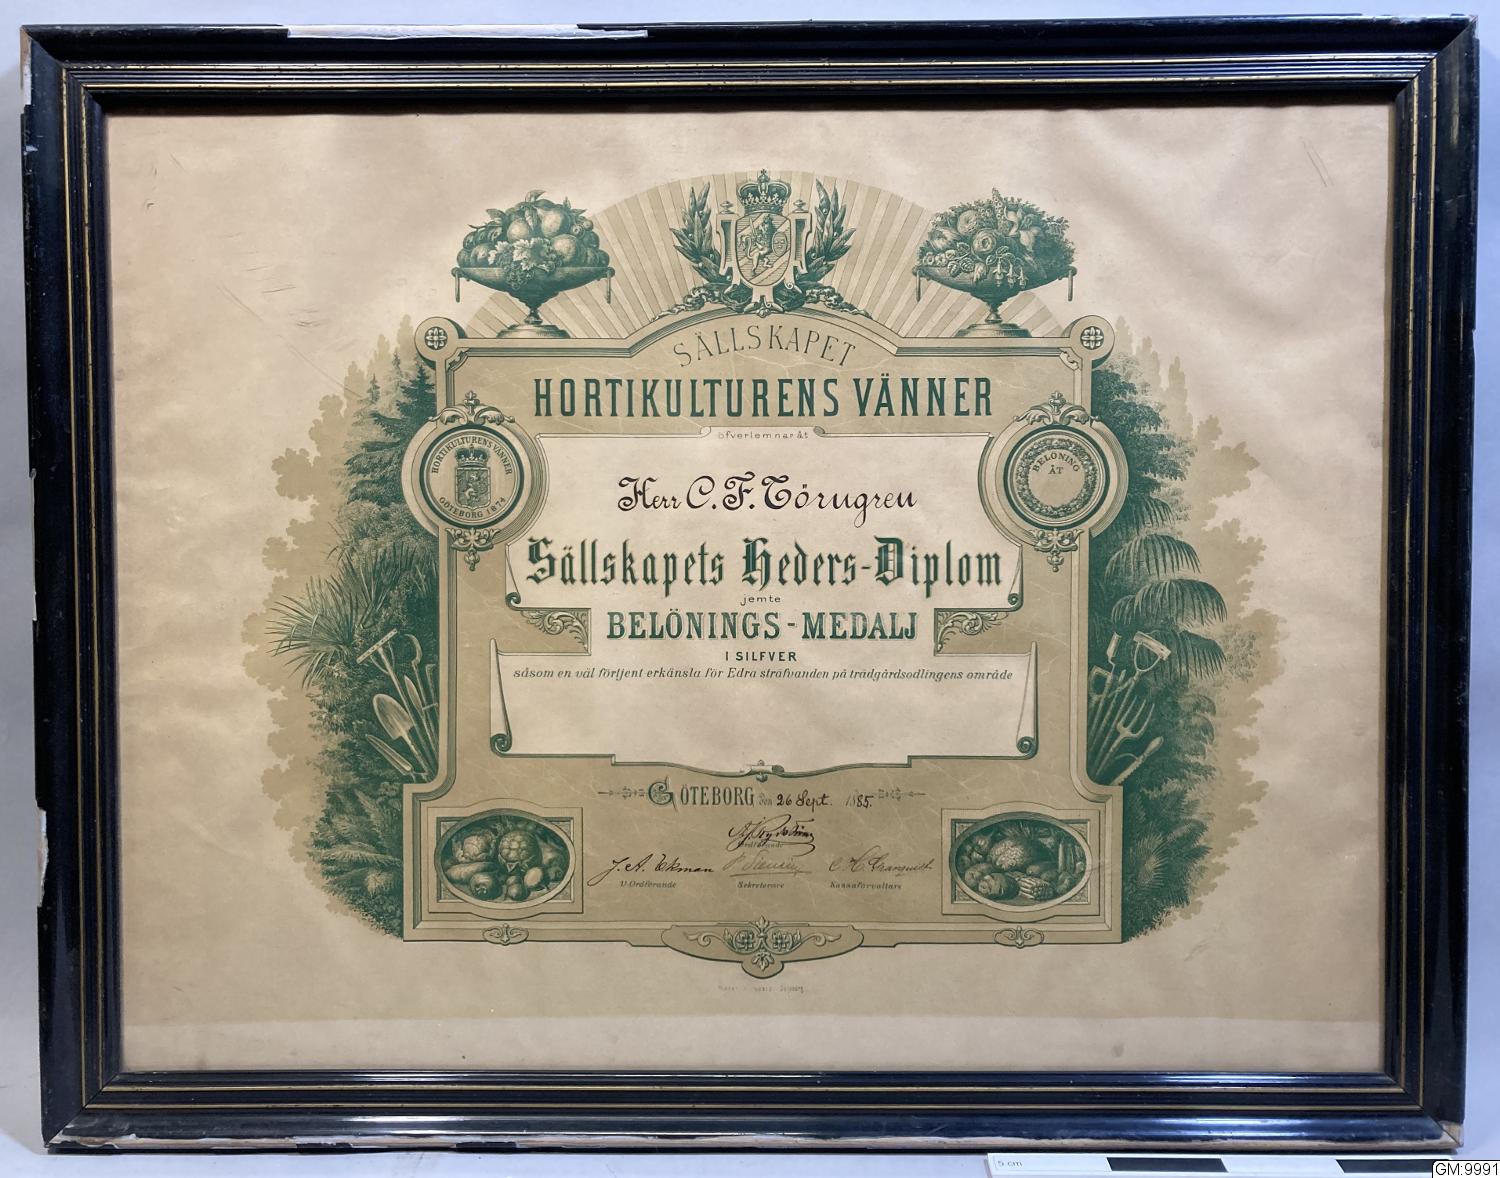 SÄLLSKAPET
HORTIKULTURENS VÄNNER
öfverlemnar åt
HORTIKULTURENS VÄNNER
GÖTEBORG 1874
BELÖNING
ÅT
Herr C. F. Törngren
Sällskapets Heders-Diplom
jemte
BELÖNINGS-MEDALJ
I SILFVER
såsom en väl förtjent erkänsla för Edra sträfvanden på trädgårdsodlingens område
GÖTEBORG den 26 Sept. 1885.
Ordförande
J. A. Ekman
V. Ordförande
Sekreterare
C H Cranquist
Kassaförvaltare
Göteborg
5 cm
GM:9991